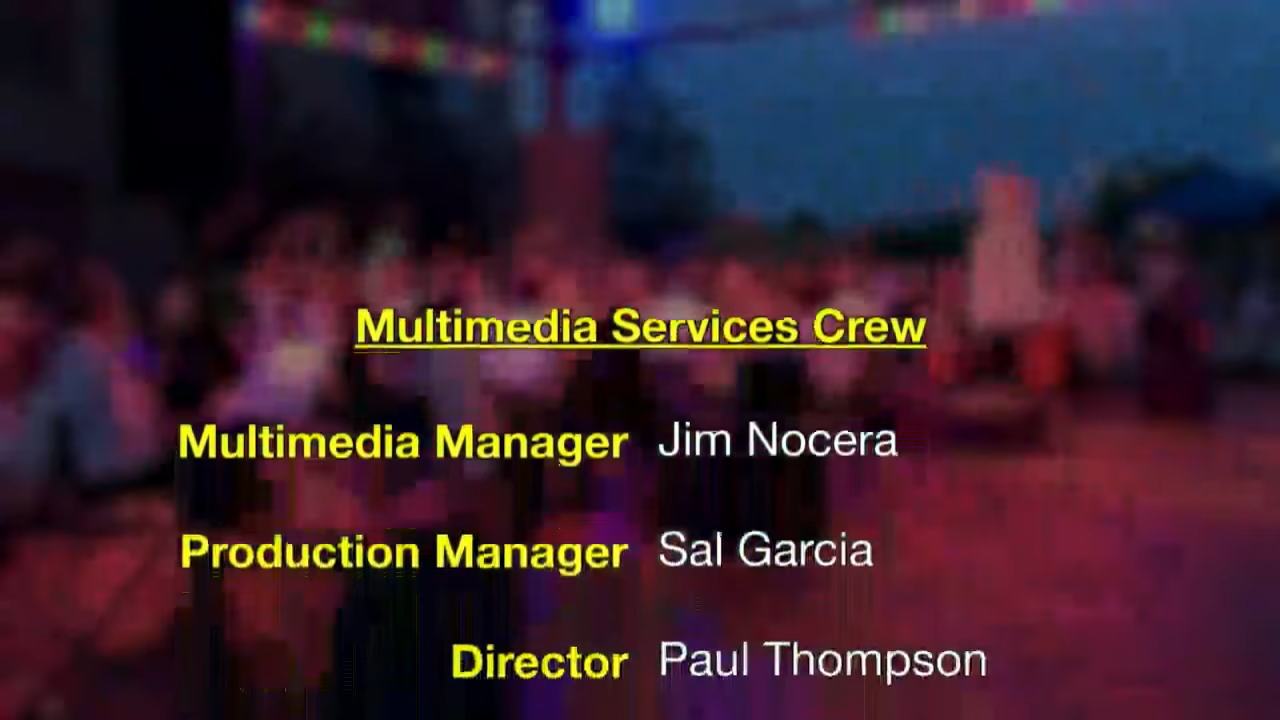 Multimedia Services Crew
Multimedia Manager Jim Nocera
Production Manager Sal Garcia
Director Paul Thompson